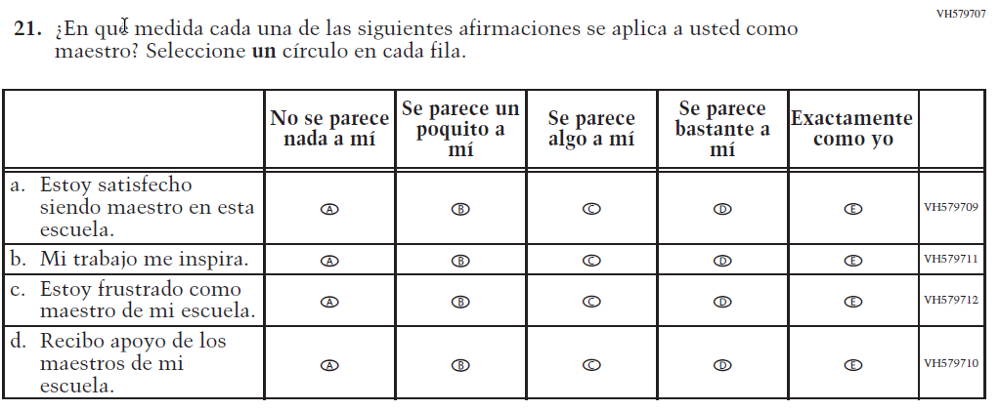 VH579707
21. ¿En qué medida cada una de las siguientes afirmaciones se aplica a usted como
maestro? Seleccione un círculo en cada fila.
No se parece
nada a mí
Se parece un
poquito a
mí
Se parece
algo a mí
Se parece
bastante a
mí
Exactamente
como yo
a. Estoy satisfecho
siendo maestro en esta
escuela.
A B C D E VH579709
b. Mi trabajo me inspira. A B C D E VH579711
c. Estoy frustrado como
maestro de mi escuela.
A B C D E VH579712
d. Recibo apoyo de los
maestros de mi
escuela.
A B C D E VH579710